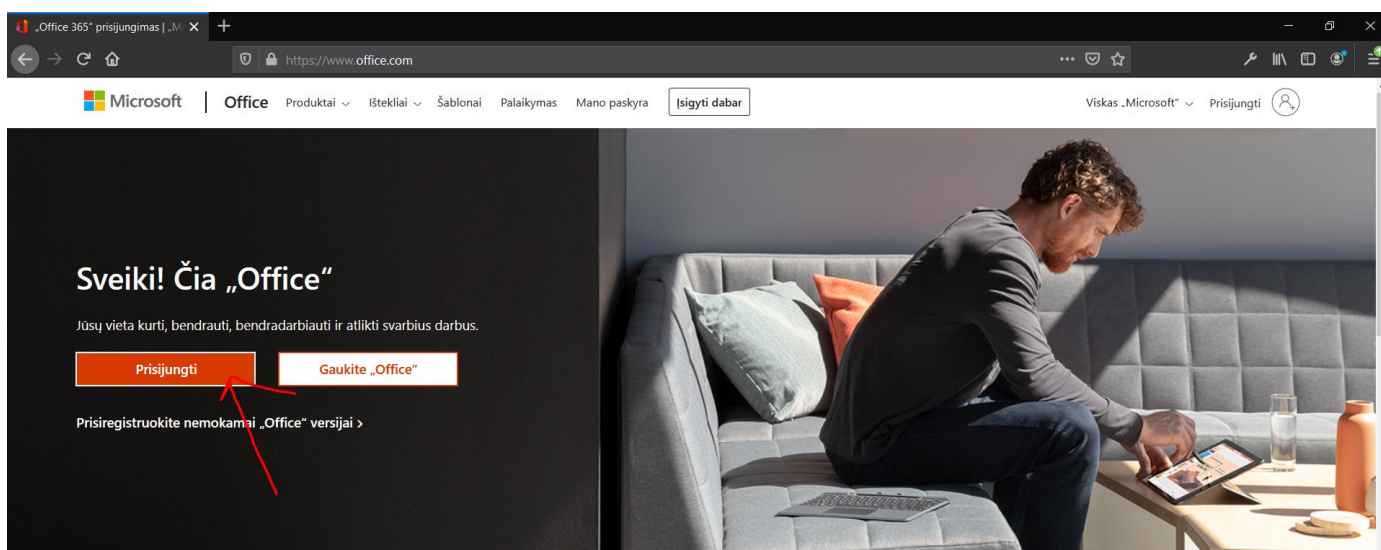 „Office 365“ prisijungimas | „M
https://www.office.com
Microsoft Office Produktai Ištekliai Šablonai Palaikymas Mano paskyra Įsigyti dabar Viskas „Microsoft“ Prisijungti
Sveiki! Čia „Office“
Jūsų vieta kurti, bendrauti, bendradarbiauti ir atlikti svarbius darbus.
Prisijungti Gaukite „Office“
Prisiregistruokite nemokamai „Office“ versijai >